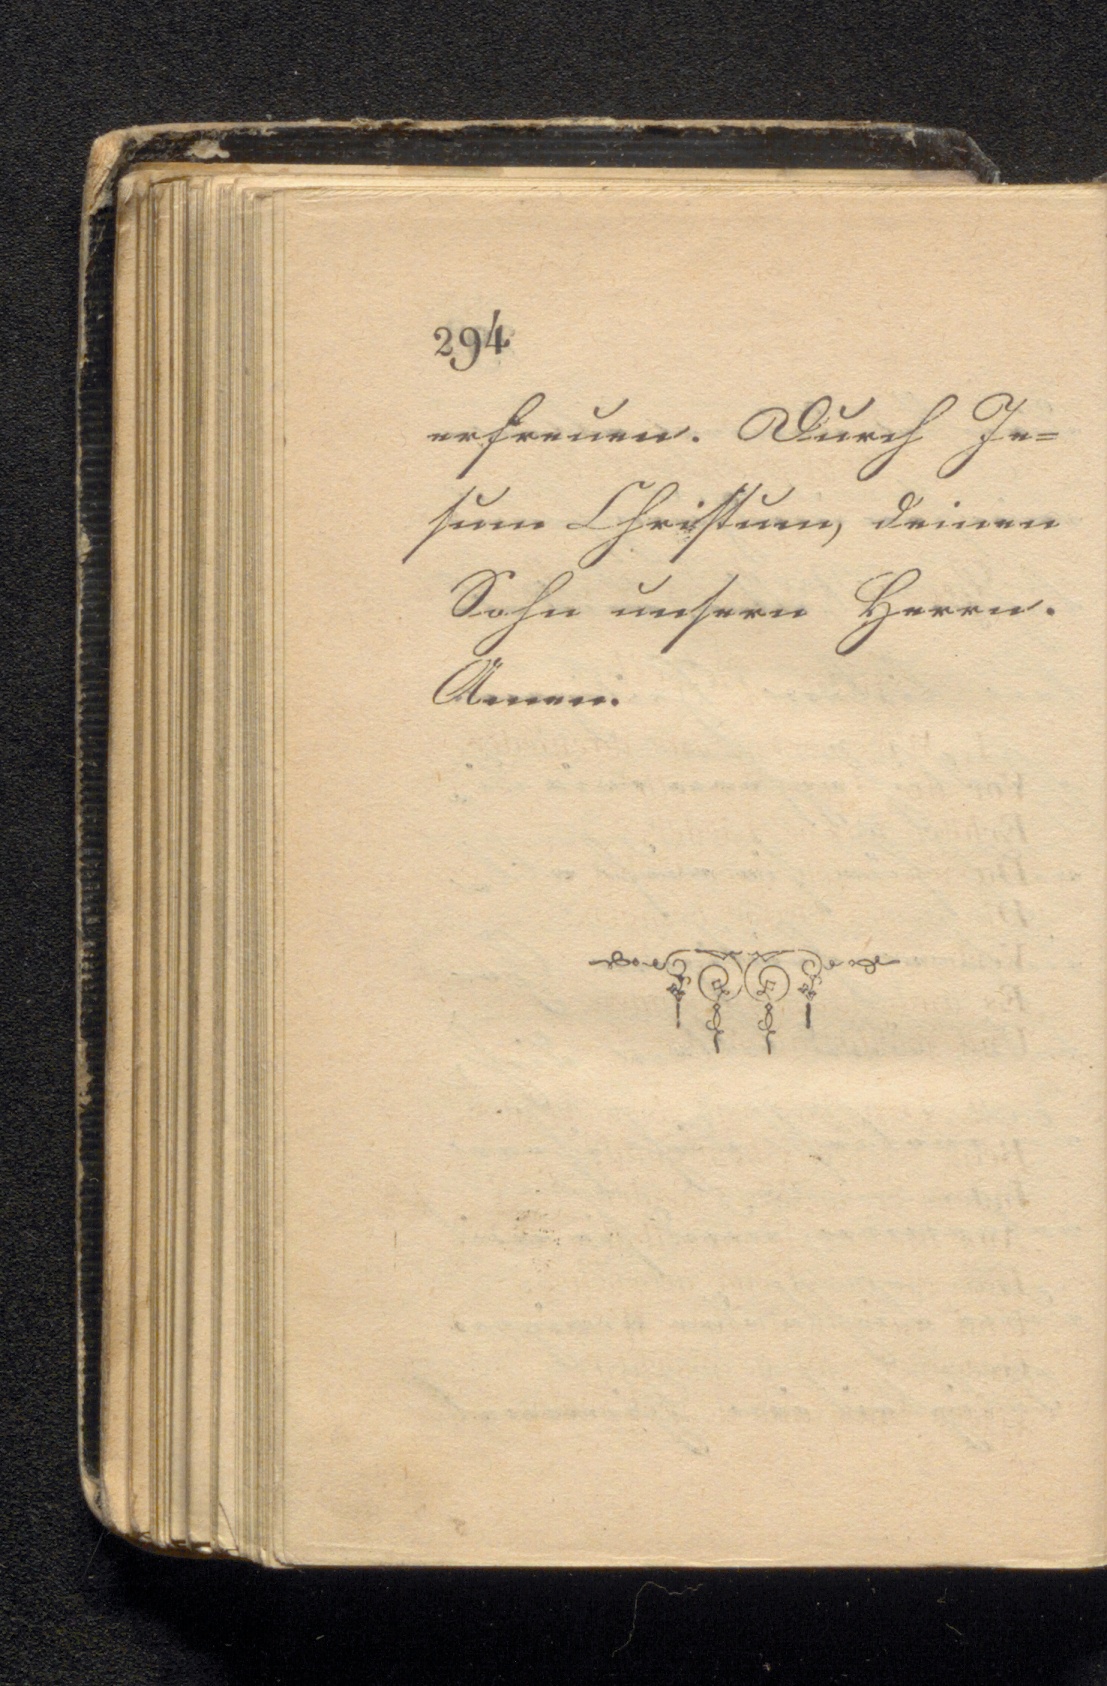 294
erfreuen. Durch Je=
sum Christum, deinen
Sohn unsern Herrn.
Amen.